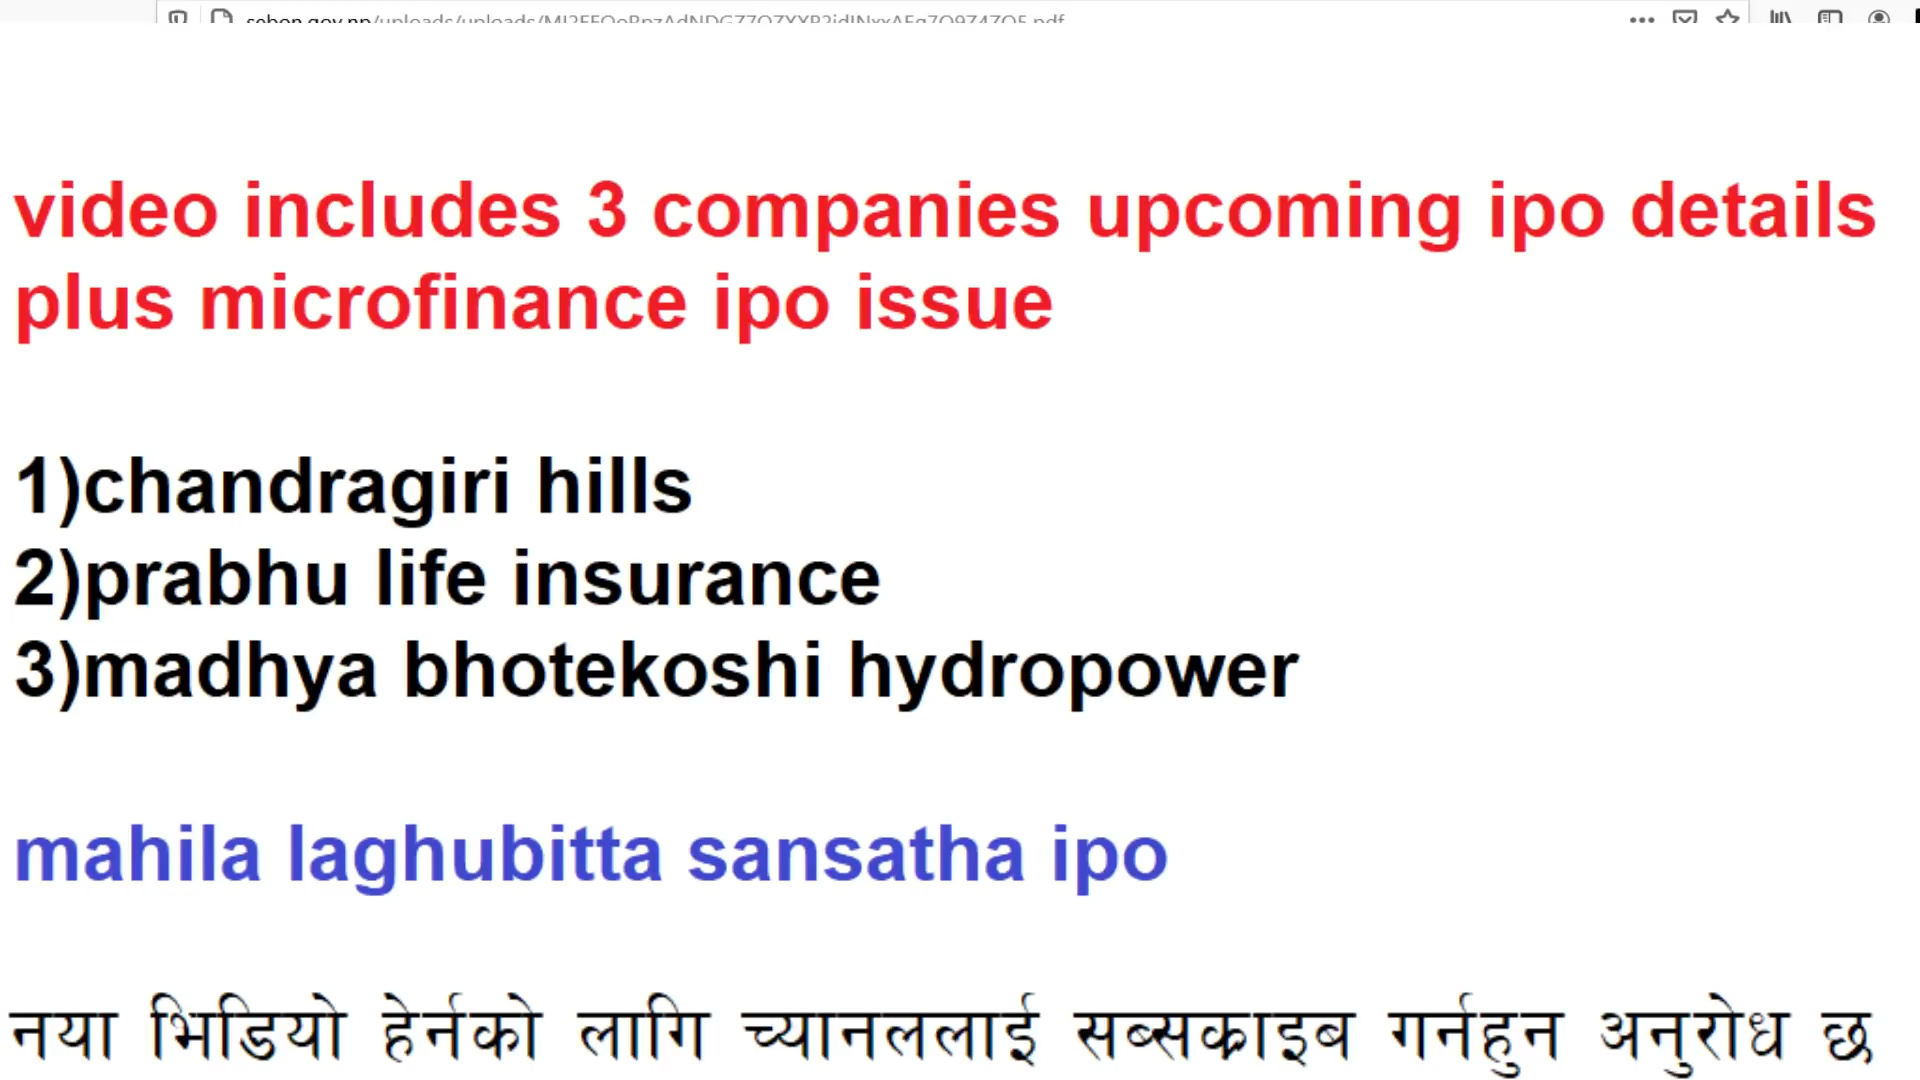 video includes 3 companies upcoming ipo details
plus microfinance ipo issue
1)chandragiri hills
2)prabhu life insurance
3)madhya bhotekoshi hydropower
mahila laghubitta sansatha ipo
नया भिडियो हेर्नको लागि च्यानललाई सब्सक्राइब गर्नहुन अनुरोध छ